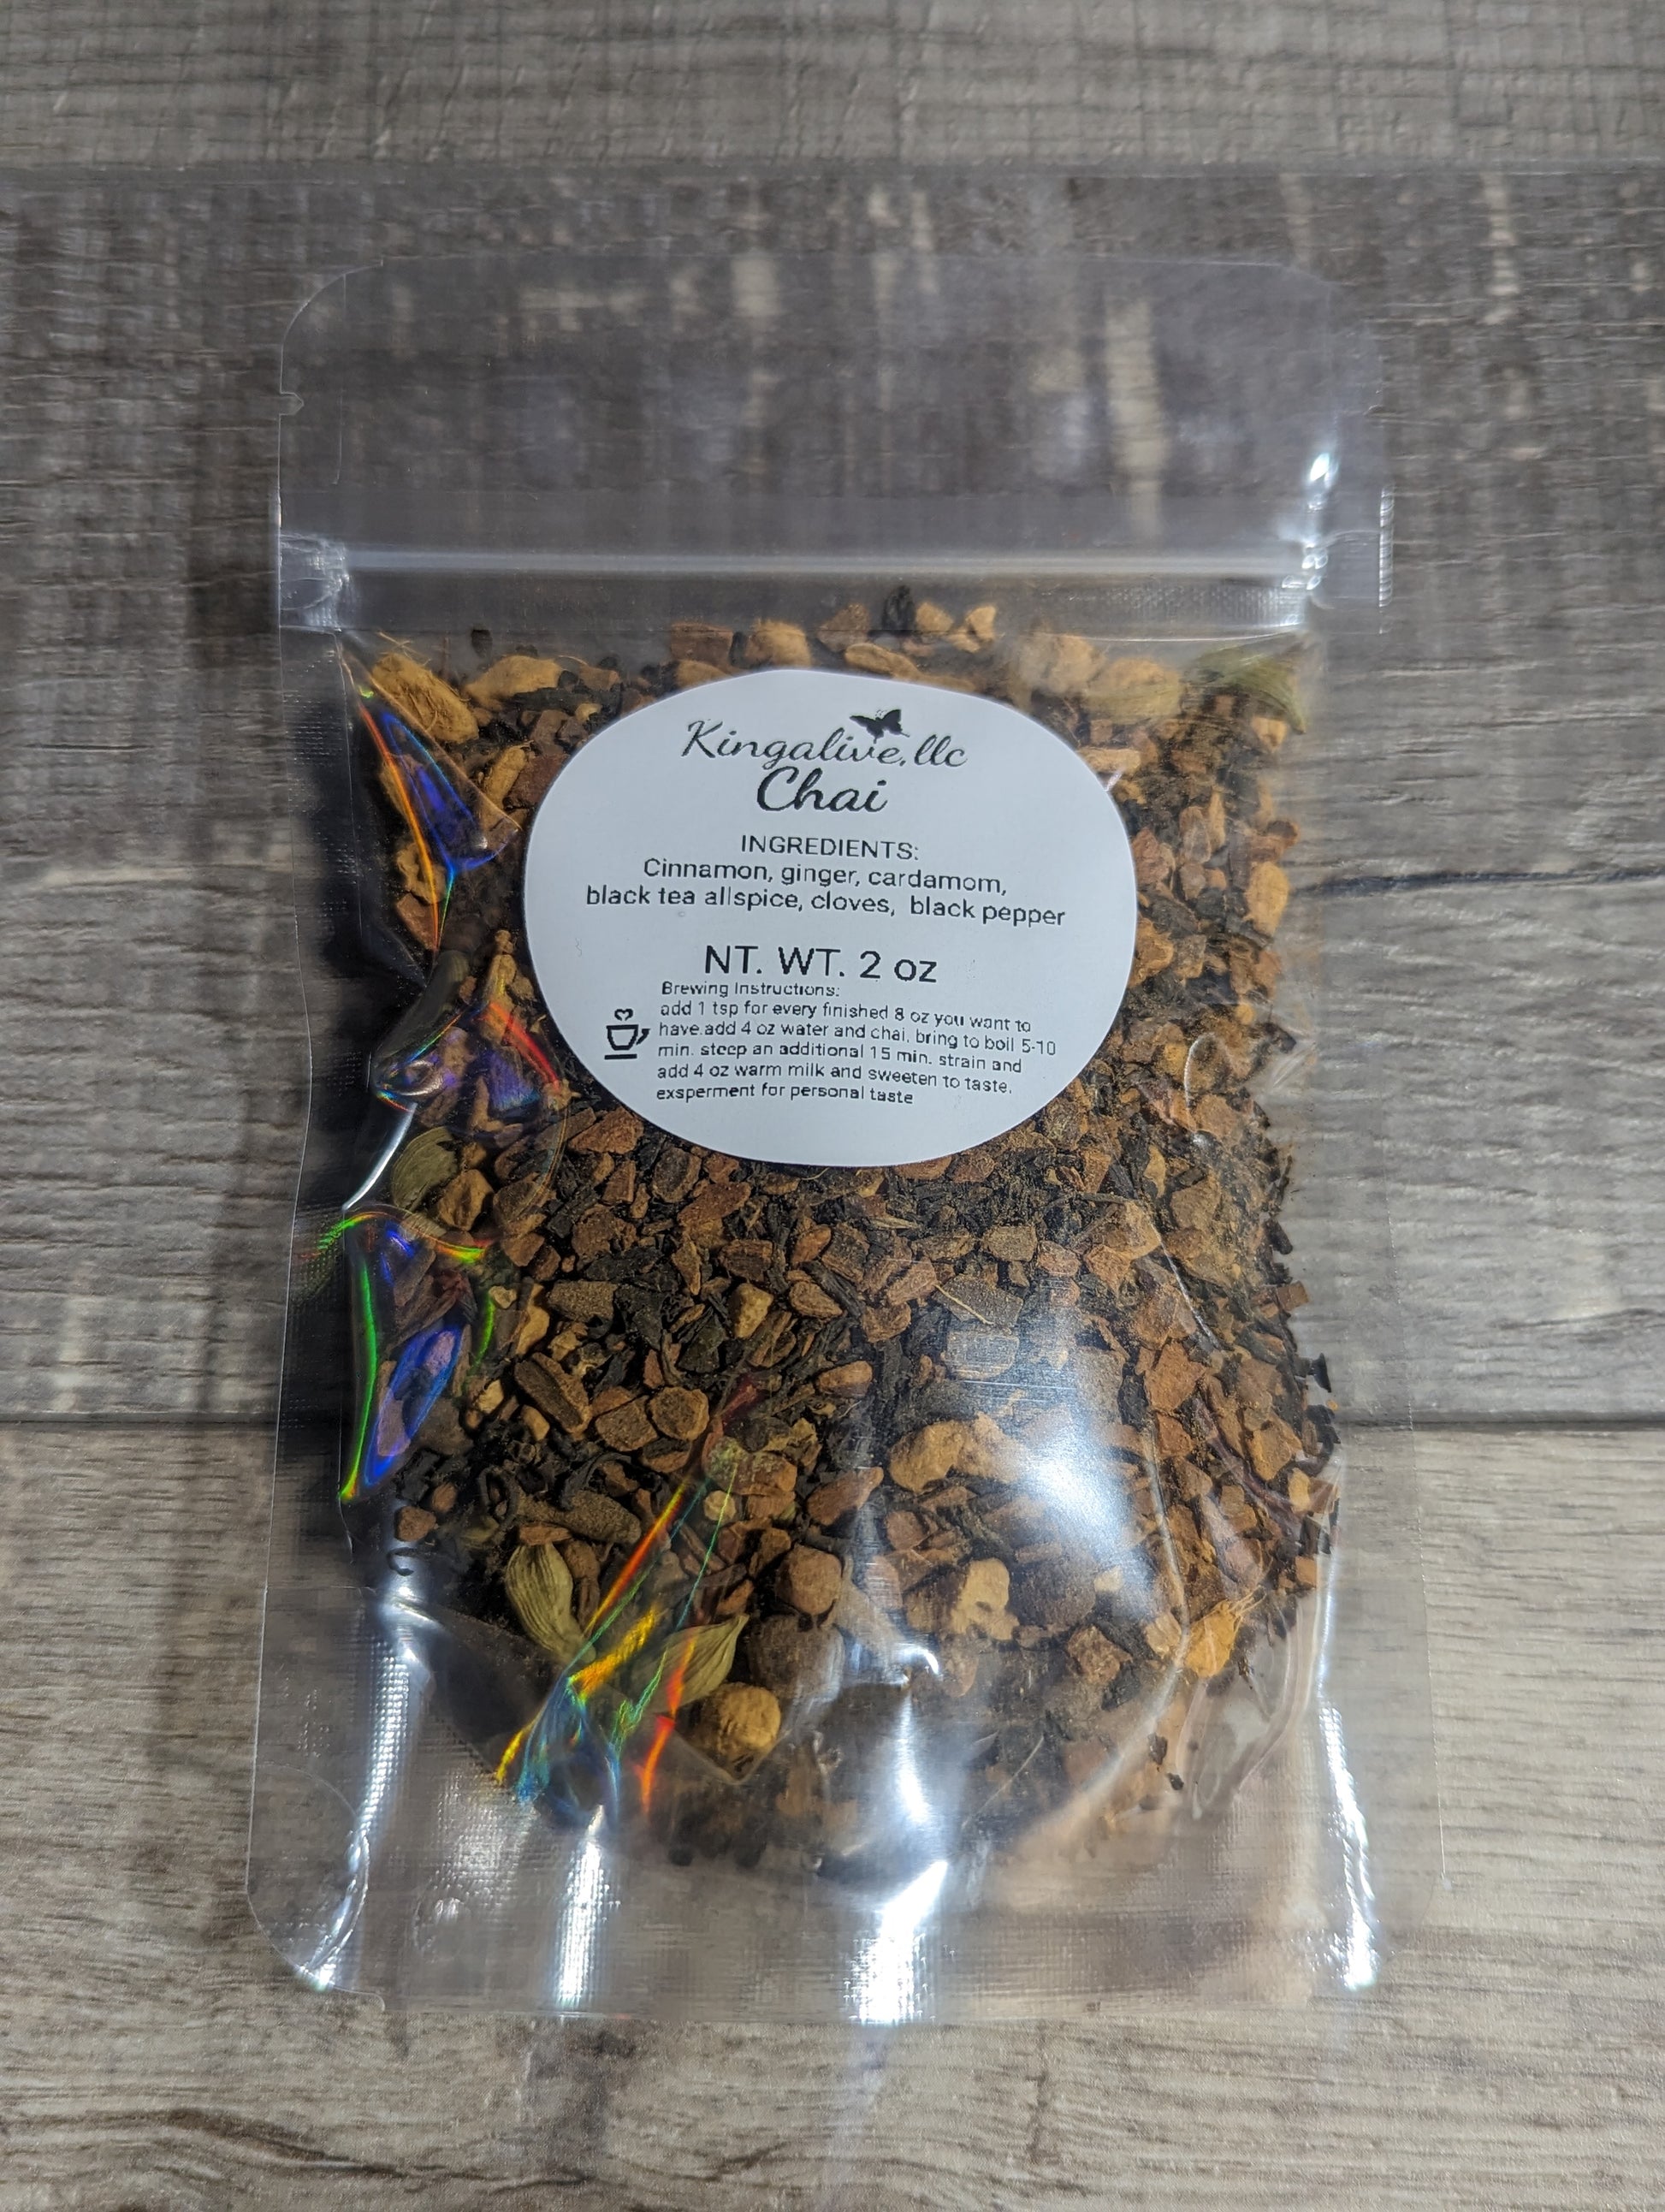 Kingalive,llc
Chai
INGREDIENTS:
Cinnamon, ginger, cardamom,
black tea allspice, cloves, black pepper
NT. WT. 2 oz
Brewing Instructions:
add 1 tsp for every finished 8 oz you want to
have.add 4 oz water and chai, bring to boil 5-10
min. steep an additional 15 min. strain and
add 4 oz warm milk and sweeten to taste.
exsperment for personal taste